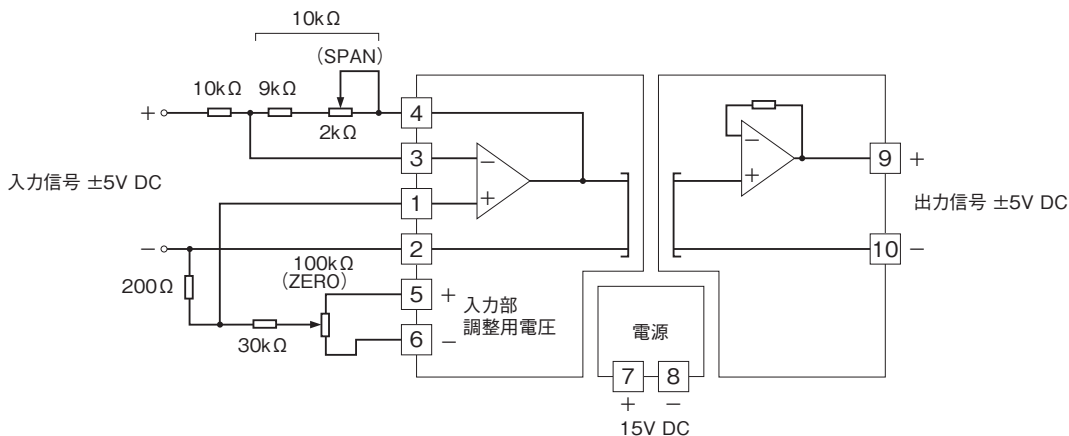 10kΩ
(SPAN)
10kΩ
9kΩ
2kΩ
+
4
3
−
1
+
入力信号 ±5V DC
−
2
200Ω
100kΩ
(ZERO)
5
+
入力部
調整用電圧
6
−
30kΩ
−
+
9
+
出力信号 ±5V DC
10
−
電源
7
8
+
−
15V DC